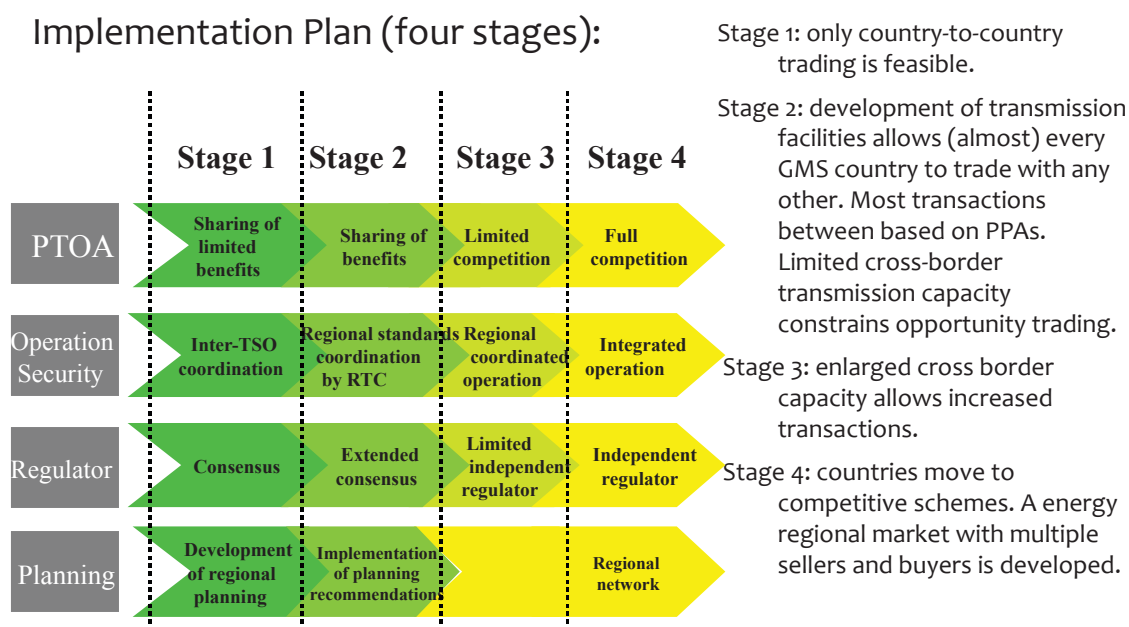 Implementation Plan (four stages):
Stage 1
Stage 2
Stage 3
Stage 4
PTOA
Sharing of
limited
benefits
Sharing of
benefits
Limited
competition
Full
competition
Operation
Security
Inter-TSO
coordination
Regional standards
coordination
by RTC
Regional
coordinated
operation
Integrated
operation
Regulator
Consensus
Extended
consensus
Limited
independent
regulator
Independent
regulator
Planning
Development
of regional
planning
Implementation
of planning
recommendations
Regional
network
Stage 1: only country-to-country
trading is feasible.
Stage 2: development of transmission
facilities allows (almost) every
GMS country to trade with any
other. Most transactions
between based on PPAs.
Limited cross-border
transmission capacity
constrains opportunity trading.
Stage 3: enlarged cross border
capacity allows increased
transactions.
Stage 4: countries move to
competitive schemes. A energy
regional market with multiple
sellers and buyers is developed.